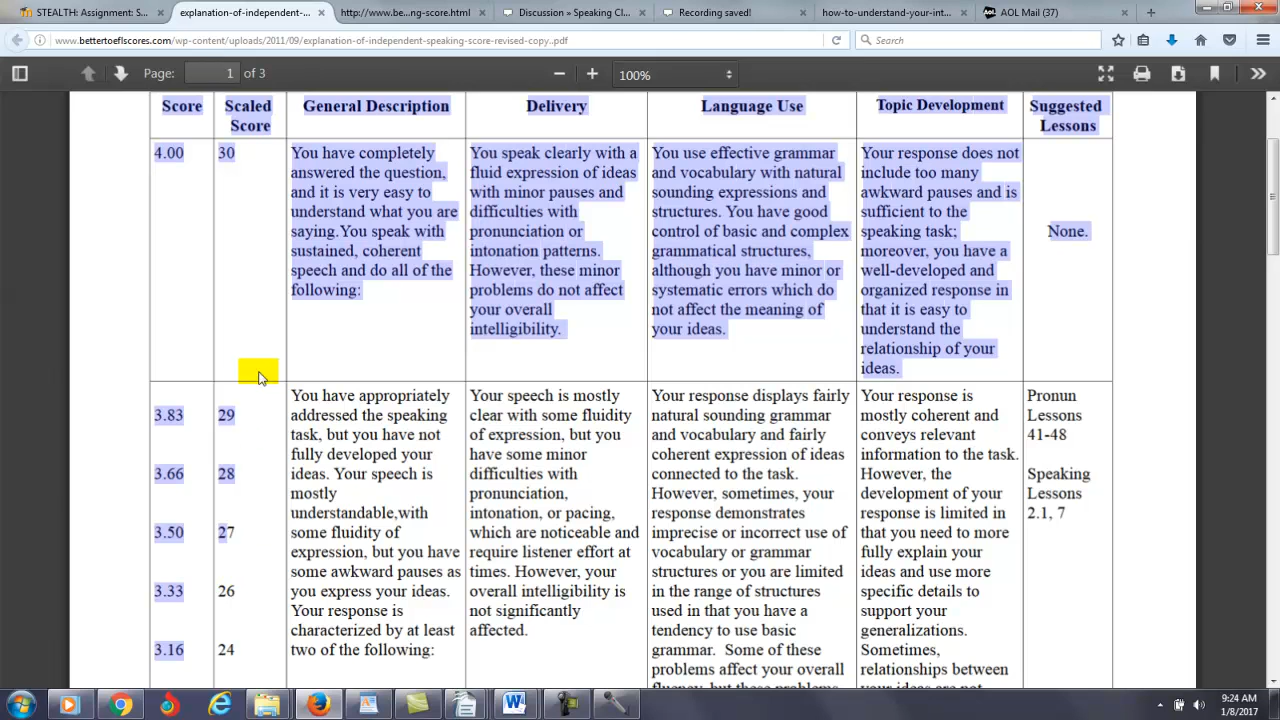 STEALTH: Assignment: S...
explanation-of-independent-...
http://www.be...ng-score.html
Discussion » Speaking Cl...
Recording saved!
how-to-understand-your-int...
AOL Mail (37)
www.bettertoeflscores.com/wp-content/uploads/2011/09/explanation-of-independent-speaking-score-revised-copy..pdf
Search
Page: 1 of 3
100%
Score
Scaled
Score
General Description
Delivery
Language Use
Topic Development
Suggested
Lessons
4.00
30
You have completely
answered the question,
and it is very easy to
understand what you are
saying.You speak with
sustained, coherent
speech and do all of the
following:
You speak clearly with a
fluid expression of ideas
with minor pauses and
difficulties with
pronunciation or
intonation patterns.
However, these minor
problems do not affect
your overall
intelligibility.
You use effective grammar
and vocabulary with natural
sounding expressions and
structures. You have good
control of basic and complex
grammatical structures,
although you have minor or
systematic errors which do
not affect the meaning of
your ideas.
Your response does not
include too many
awkward pauses and is
sufficient to the
speaking task;
moreover, you have a
well-developed and
organized response in
that it is easy to
understand the
relationship of your
ideas.
None.
3.83
29
3.66
28
3.50
27
3.33
26
3.16
24
You have appropriately
addressed the speaking
task, but you have not
fully developed your
ideas. Your speech is
mostly
understandable,with
some fluidity of
expression, but you have
some awkward pauses as
you express your ideas.
Your response is
characterized by at least
two of the following:
Your speech is mostly
clear with some fluidity
of expression, but you
have some minor
difficulties with
pronunciation,
intonation, or pacing,
which are noticeable and
require listener effort at
times. However, your
overall intelligibility is
not significantly
affected.
Your response displays fairly
natural sounding grammar
and vocabulary and fairly
coherent expression of ideas
connected to the task.
However, sometimes, your
response demonstrates
imprecise or incorrect use of
vocabulary or grammar
structures or you are limited
in the range of structures
used in that you have a
tendency to use basic
grammar. Some of these
problems affect your overall
fluency, but these problems
Your response is
mostly coherent and
conveys relevant
information to the task.
However, the
development of your
response is limited in
that you need to more
fully explain your
ideas and use more
specific details to
support your
generalizations.
Sometimes,
relationships between
your ideas are not
Pronun
Lessons
41-48
Speaking
Lessons
2.1, 7
9:24 AM
1/8/2017